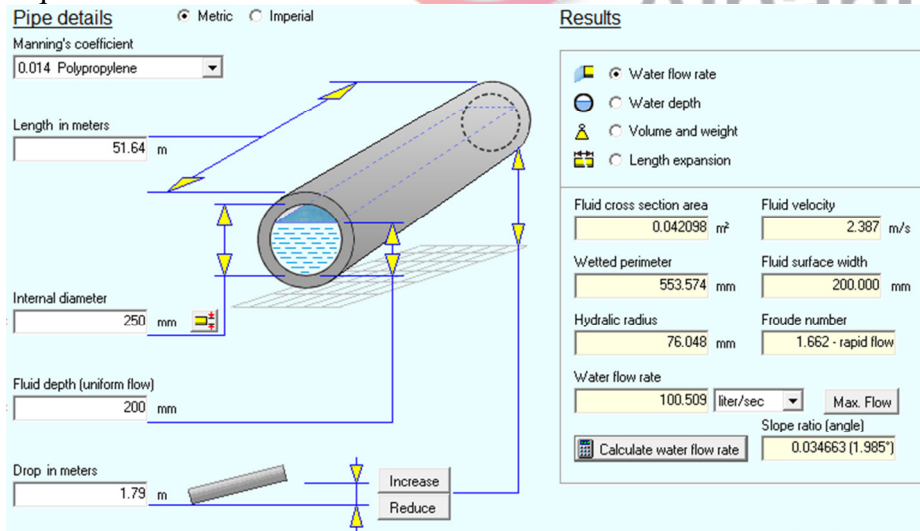 Pipe details
Metric
Imperial
Manning's coefficient
0.014 Polypropylene
Length in meters
51.64 m
Internal diameter
250 mm
Fluid depth (uniform flow)
200 mm
Drop in meters
1.79 m
Increase
Reduce
Results
Water flow rate
Water depth
Volume and weight
Length expansion
Fluid cross section area
0.042098 m²
Fluid velocity
2.387 m/s
Wetted perimeter
553.574 mm
Fluid surface width
200.000 mm
Hydralic radius
76.048 mm
Froude number
1.662 - rapid flow
Water flow rate
100.509 liter/sec
Max. Flow
Calculate water flow rate
Slope ratio (angle)
0.034663 (1.985°)